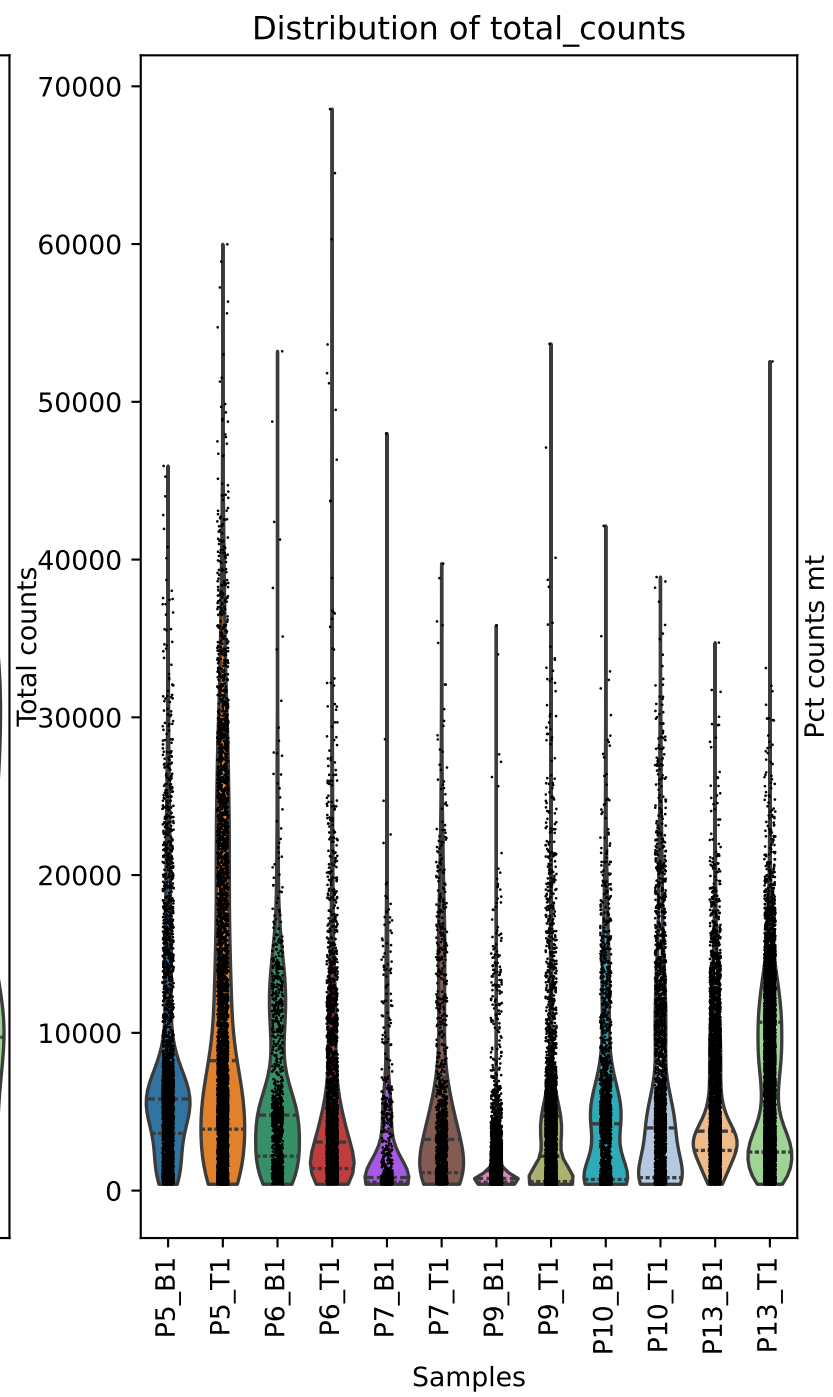 Distribution of total_counts
70000
60000
50000
40000
30000
20000
10000
0
Total counts
Pct counts mt
P5_B1
P5_T1
P6_B1
P6_T1
P7_B1
P7_T1
P9_B1
P9_T1
P10_B1
P10_T1
P13_B1
P13_T1
Samples